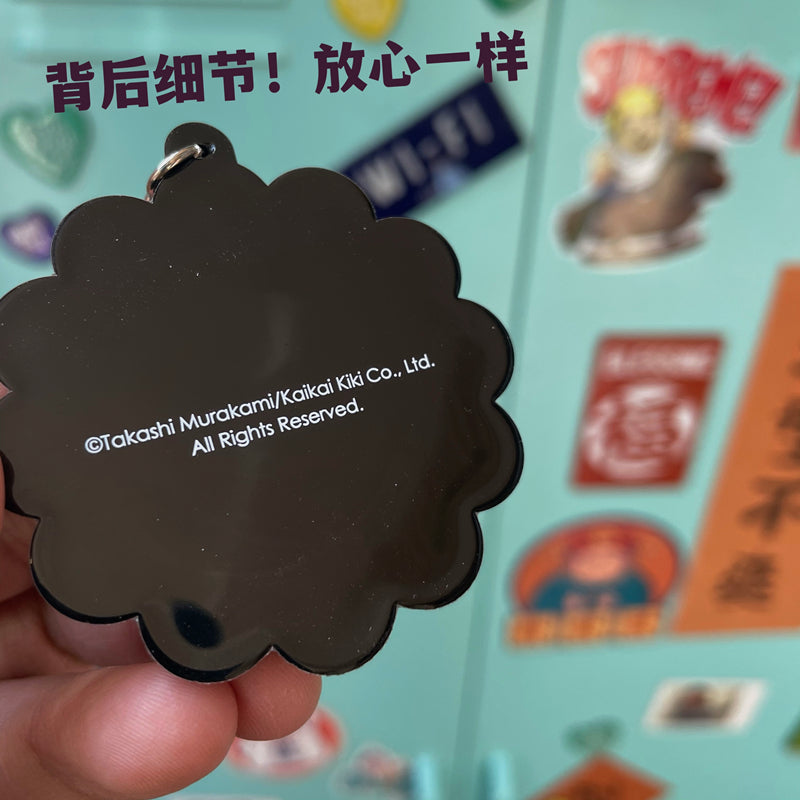 背后细节！放心一样
WI-FI
©Takashi Murakami/Kaikai Kiki Co., Ltd.
All Rights Reserved.